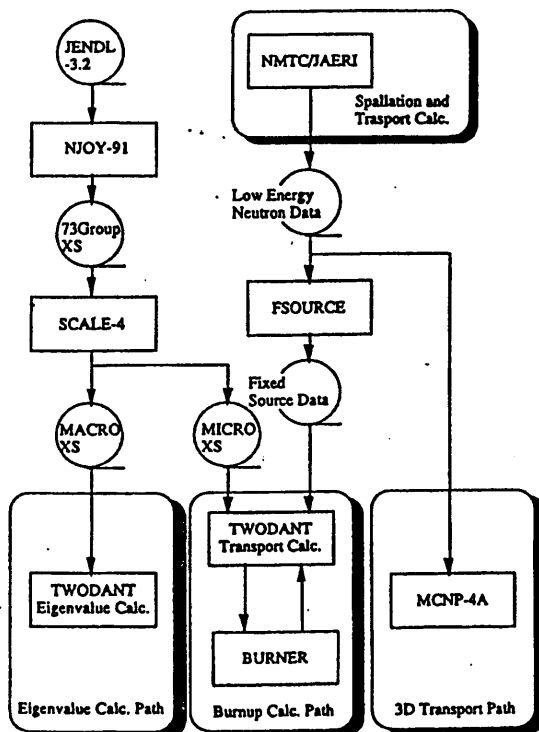 JENDL
-3.2
NMTC/JAERI
Spallation and
Trasport Calc.
NJOY-91
Low Energy
Neutron Data
73Group
XS
SCALE-4
FSOURCE
Fixed
Source Data
MACRO
XS
MICRO
XS
TWODANT
Eigenvalue Calc.
TWODANT
Transport Calc.
BURNER
MCNP-4A
Eigenvalue Calc. Path
Burnup Calc. Path
3D Transport Path